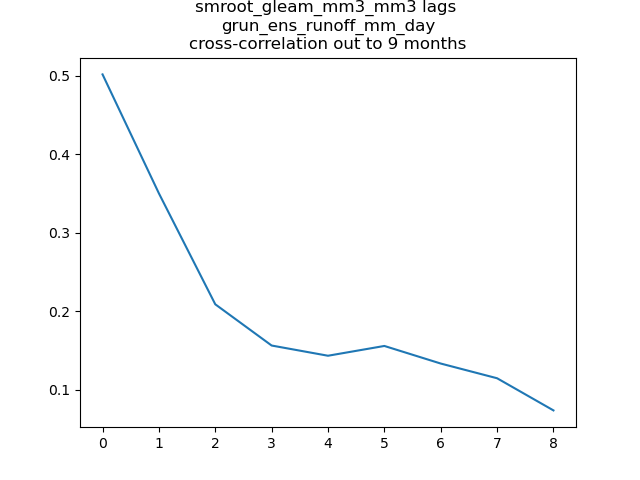 smroot_gleam_mm3_mm3 lags
grun_ens_runoff_mm_day
cross-correlation out to 9 months
0.5
0.4
0.3
0.2
0.1
0 1 2 3 4 5 6 7 8